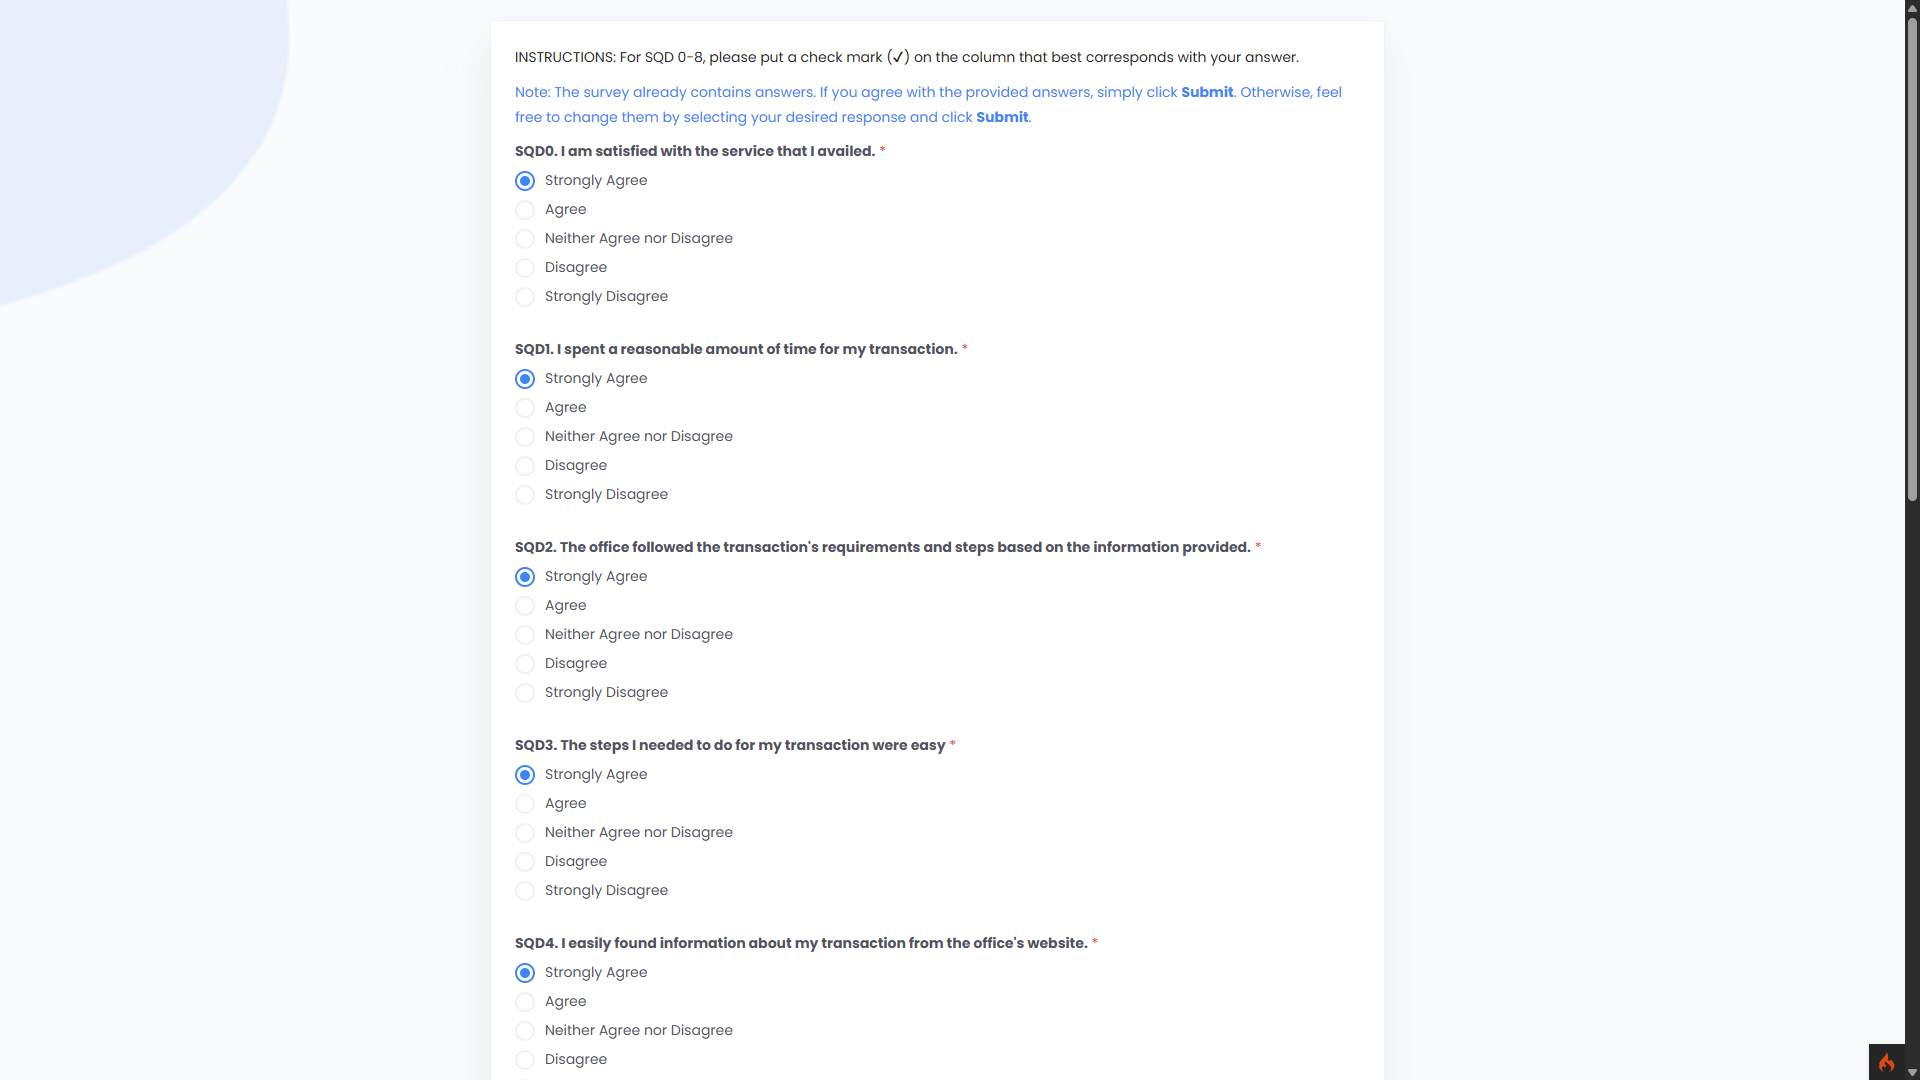 INSTRUCTIONS: For SQD 0-8, please put a check mark (✓) on the column that best corresponds with your answer.
Note: The survey already contains answers. If you agree with the provided answers, simply click Submit. Otherwise, feel
free to change them by selecting your desired response and click Submit.
SQD0. I am satisfied with the service that I availed. *
Strongly Agree
Agree
Neither Agree nor Disagree
Disagree
Strongly Disagree
SQD1. I spent a reasonable amount of time for my transaction. *
Strongly Agree
Agree
Neither Agree nor Disagree
Disagree
Strongly Disagree
SQD2. The office followed the transaction's requirements and steps based on the information provided. *
Strongly Agree
Agree
Neither Agree nor Disagree
Disagree
Strongly Disagree
SQD3. The steps I needed to do for my transaction were easy *
Strongly Agree
Agree
Neither Agree nor Disagree
Disagree
Strongly Disagree
SQD4. I easily found information about my transaction from the office's website. *
Strongly Agree
Agree
Neither Agree nor Disagree
Disagree